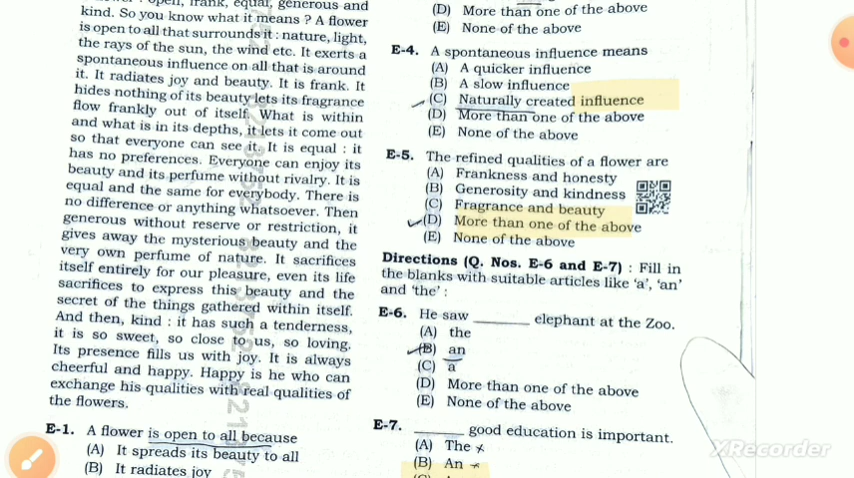 open, frank, equal, generous and
kind. So you know what it means ? A flower
is open to all that surrounds it : nature, light,
the rays of the sun, the wind etc. It exerts a
spontaneous influence on all that is around
it. It radiates joy and beauty. It is frank. It
hides nothing of its beauty lets its fragrance
flow frankly out of itself. What is within
and what is in its depths, it lets it come out
so that everyone can see it. It is equal : it
has no preferences. Everyone can enjoy its
beauty and its perfume without rivalry. It is
equal and the same for everybody. There is
no difference or anything whatsoever. Then
generous without reserve or restriction, it
gives away the mysterious beauty and the
very own perfume of nature. It sacrifices
itself entirely for our pleasure, even its life
sacrifices to express this beauty and the
secret of the things gathered within itself.
And then, kind : it has such a tenderness,
it is so sweet, so close to us, so loving.
Its presence fills us with joy. It is always
cheerful and happy. Happy is he who can
exchange his qualities with real qualities of
the flowers.
E-1. A flower is open to all because
(A) It spreads its beauty to all
(B) It radiates joy
(D) More than one of the above
(E) None of the above
E-4. A spontaneous influence means
(A) A quicker influence
(B) A slow influence
(C) Naturally created influence
(D) More than one of the above
(E) None of the above
E-5. The refined qualities of a flower are
(A) Frankness and honesty
(B) Generosity and kindness
(C) Fragrance and beauty
(D) More than one of the above
(E) None of the above
Directions (Q. Nos. E-6 and E-7) : Fill in
the blanks with suitable articles like 'a', 'an'
and 'the' :
E-6. He saw ______ elephant at the Zoo.
(A) the
(B) an
(C) a
(D) More than one of the above
(E) None of the above
E-7. ______ good education is important.
(A) The
(B) An
XRecorder